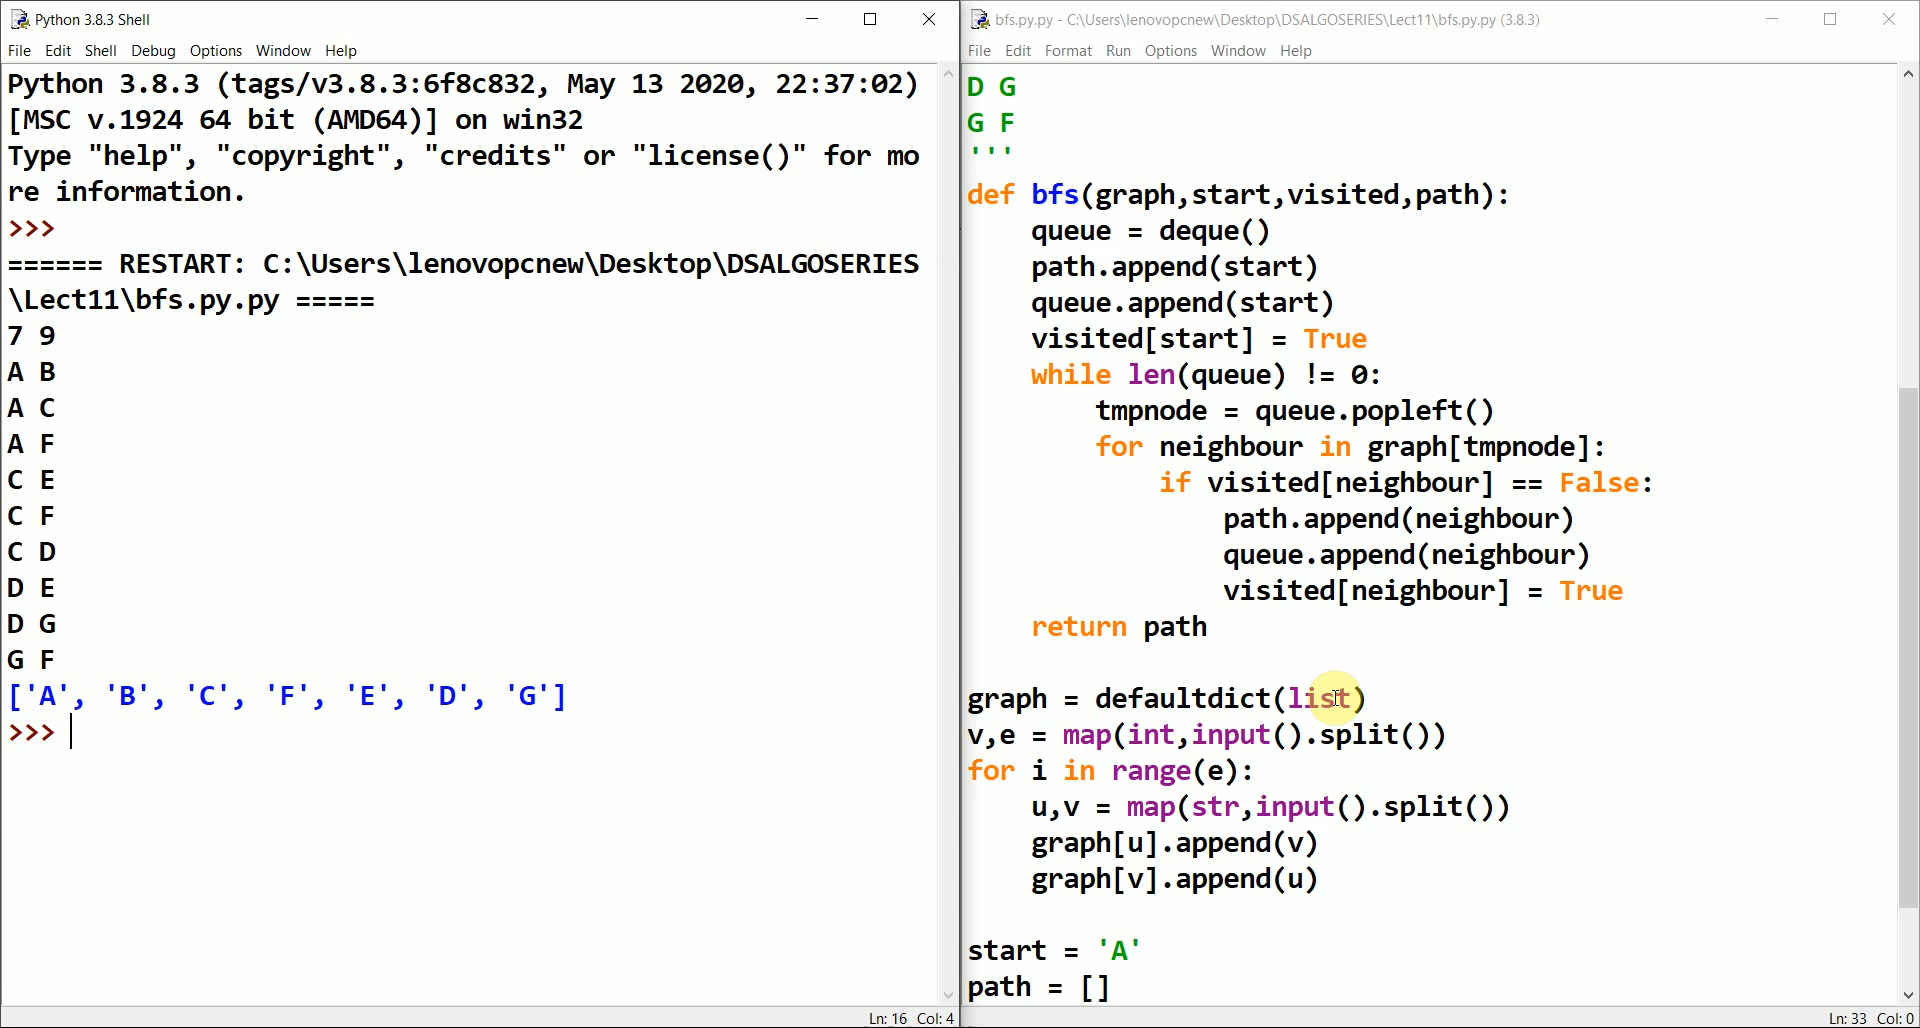 Python 3.8.3 Shell
File Edit Shell Debug Options Window Help
Python 3.8.3 (tags/v3.8.3:6f8c832, May 13 2020, 22:37:02)
[MSC v.1924 64 bit (AMD64)] on win32
Type "help", "copyright", "credits" or "license()" for mo
re information.
>>>
====== RESTART: C:\Users\lenovopcnew\Desktop\DSALGOSERIES
\Lect11\bfs.py.py =====
7 9
A B
A C
A F
C E
C F
C D
D E
D G
G F
['A', 'B', 'C', 'F', 'E', 'D', 'G']
>>>
Ln: 16 Col: 4
bfs.py.py - C:\Users\lenovopcnew\Desktop\DSALGOSERIES\Lect11\bfs.py.py (3.8.3)
File Edit Format Run Options Window Help
D G
G F
'''
def bfs(graph,start,visited,path):
    queue = deque()
    path.append(start)
    queue.append(start)
    visited[start] = True
    while len(queue) != 0:
        tmpnode = queue.popleft()
        for neighbour in graph[tmpnode]:
            if visited[neighbour] == False:
                path.append(neighbour)
                queue.append(neighbour)
                visited[neighbour] = True
    return path
graph = defaultdict(list)
v,e = map(int,input().split())
for i in range(e):
    u,v = map(str,input().split())
    graph[u].append(v)
    graph[v].append(u)
start = 'A'
path = []
Ln: 33 Col: 0